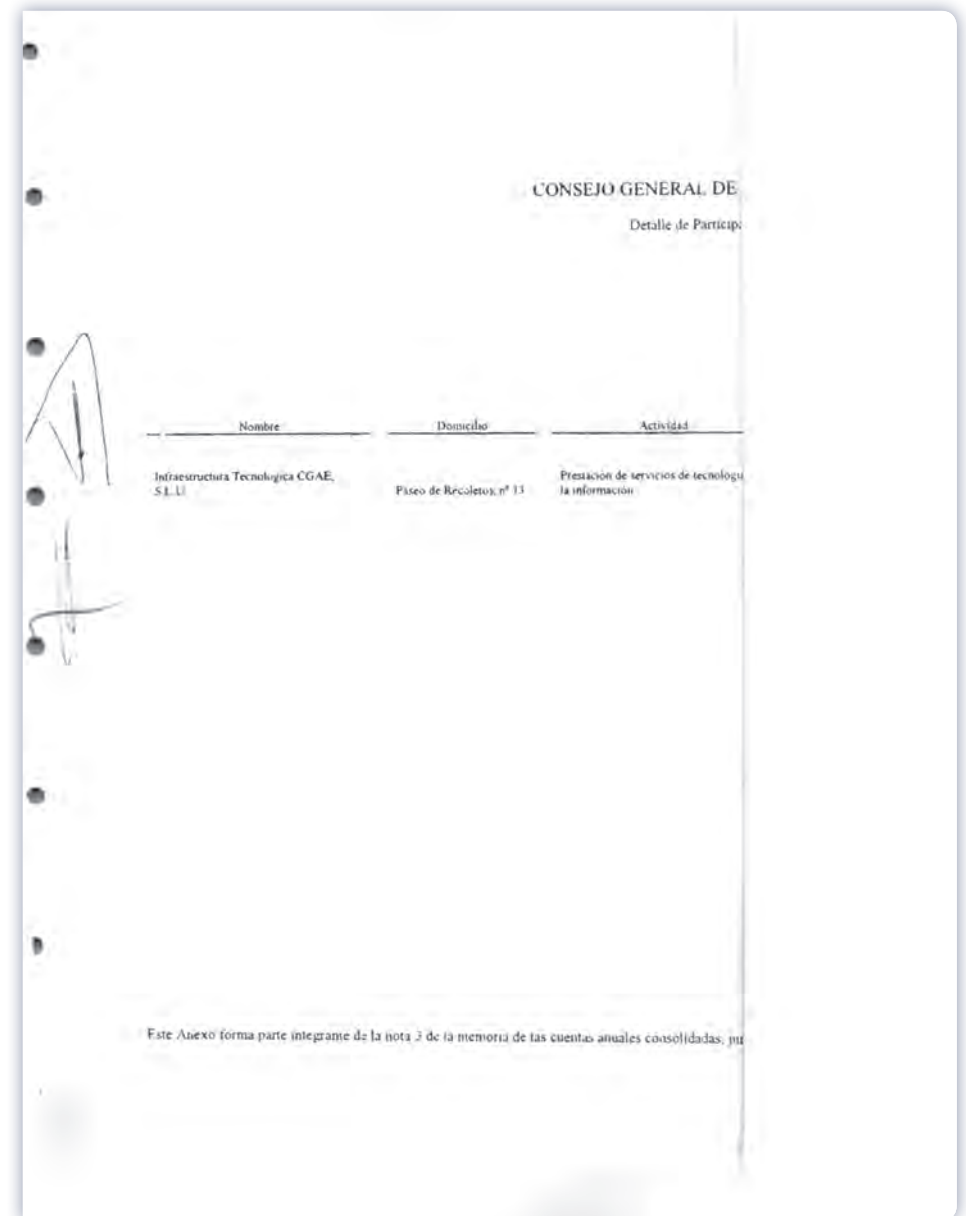 CONSEJO GENERAL DE
Detalle de Particip
Nombre Domicilio Actividad
Infraestructura Tecnologica CGAE,
S.L.U. Paseo de Recoletos, nº 13
Prestación de servicios de tecnologí
la información
Este Anexo forma parte integrante de la nota 3 de la memoria de las cuentas anuales consolidadas,